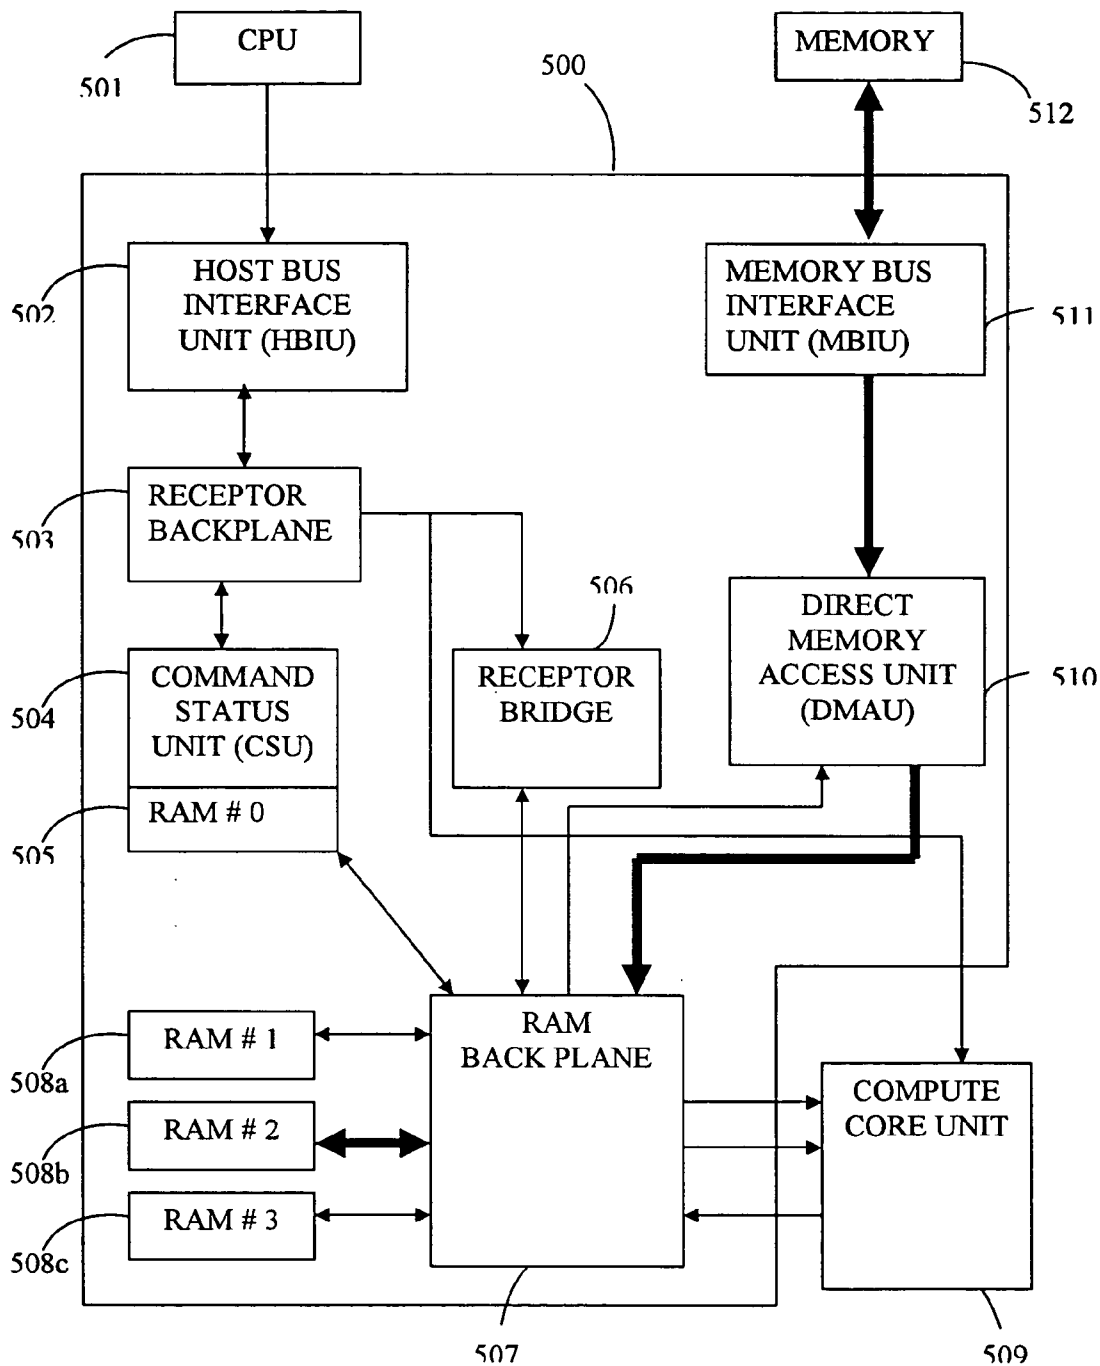 CPU
501
500
MEMORY
512
HOST BUS
INTERFACE
UNIT (HBIU)
502
MEMORY BUS
INTERFACE
UNIT (MBIU)
511
RECEPTOR
BACKPLANE
503
506
DIRECT
MEMORY
ACCESS UNIT
(DMAU)
510
COMMAND
STATUS
UNIT (CSU)
504
RECEPTOR
BRIDGE
RAM # 0
505
RAM # 1
508a
RAM
BACK PLANE
RAM # 2
508b
COMPUTE
CORE UNIT
RAM # 3
508c
507
509